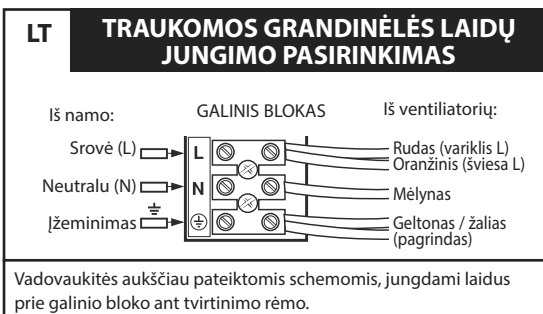 LT
TRAUKOMOS GRANDINĖLĖS LAIDŲ
JUNGIMO PASIRINKIMAS
Iš namo:
GALINIS BLOKAS
Iš ventiliatorių:
Srovė (L)
L
Rudas (variklis L)
Oranžinis (šviesa L)
Neutralu (N)
N
Mėlynas
Įžeminimas
Geltonas / žalias
(pagrindas)
Vadovaukitės aukščiau pateiktomis schemomis, jungdami laidus
prie galinio bloko ant tvirtinimo rėmo.